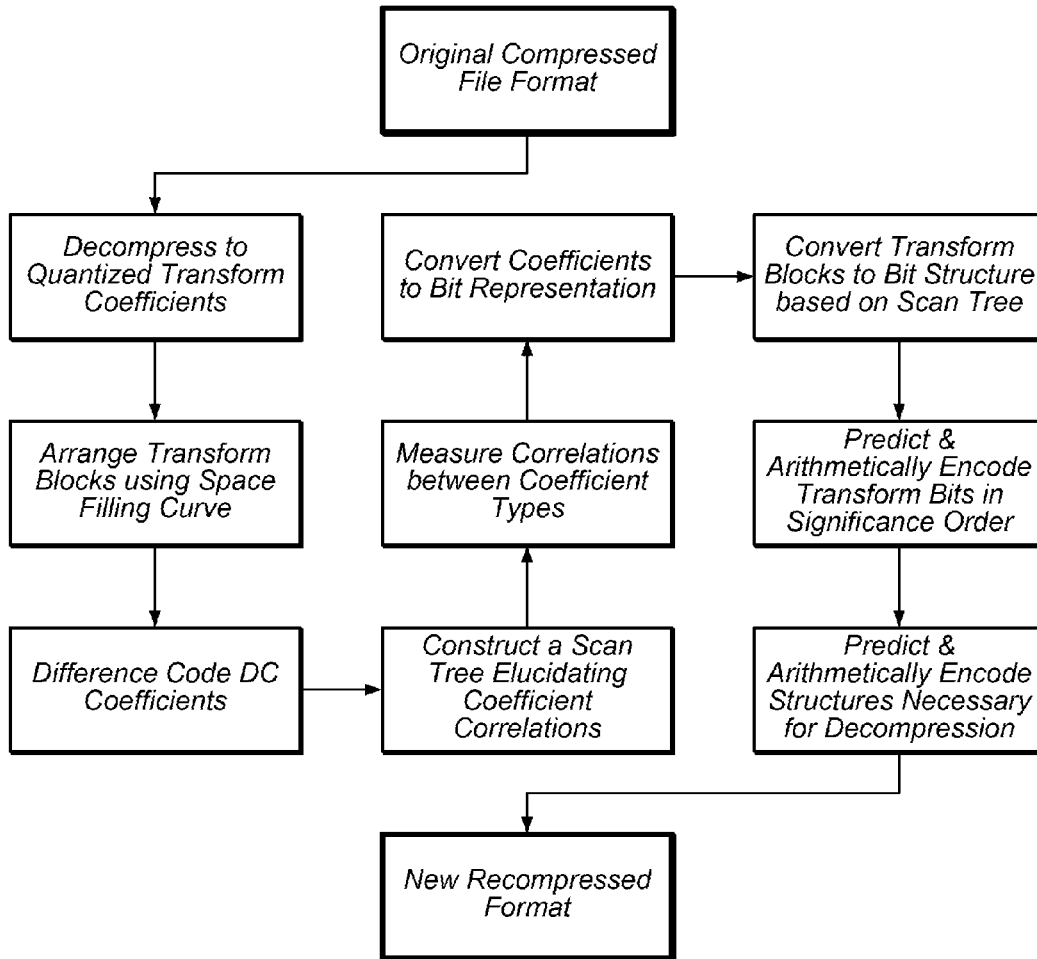 Original Compressed
File Format
Decompress to
Quantized Transform
Coefficients
Arrange Transform
Blocks using Space
Filling Curve
Difference Code DC
Coefficients
Construct a Scan
Tree Elucidating
Coefficient
Correlations
Measure Correlations
between Coefficient
Types
Convert Coefficients
to Bit Representation
Convert Transform
Blocks to Bit Structure
based on Scan Tree
Predict &
Arithmetically Encode
Transform Bits in
Significance Order
Predict &
Arithmetically Encode
Structures Necessary
for Decompression
New Recompressed
Format